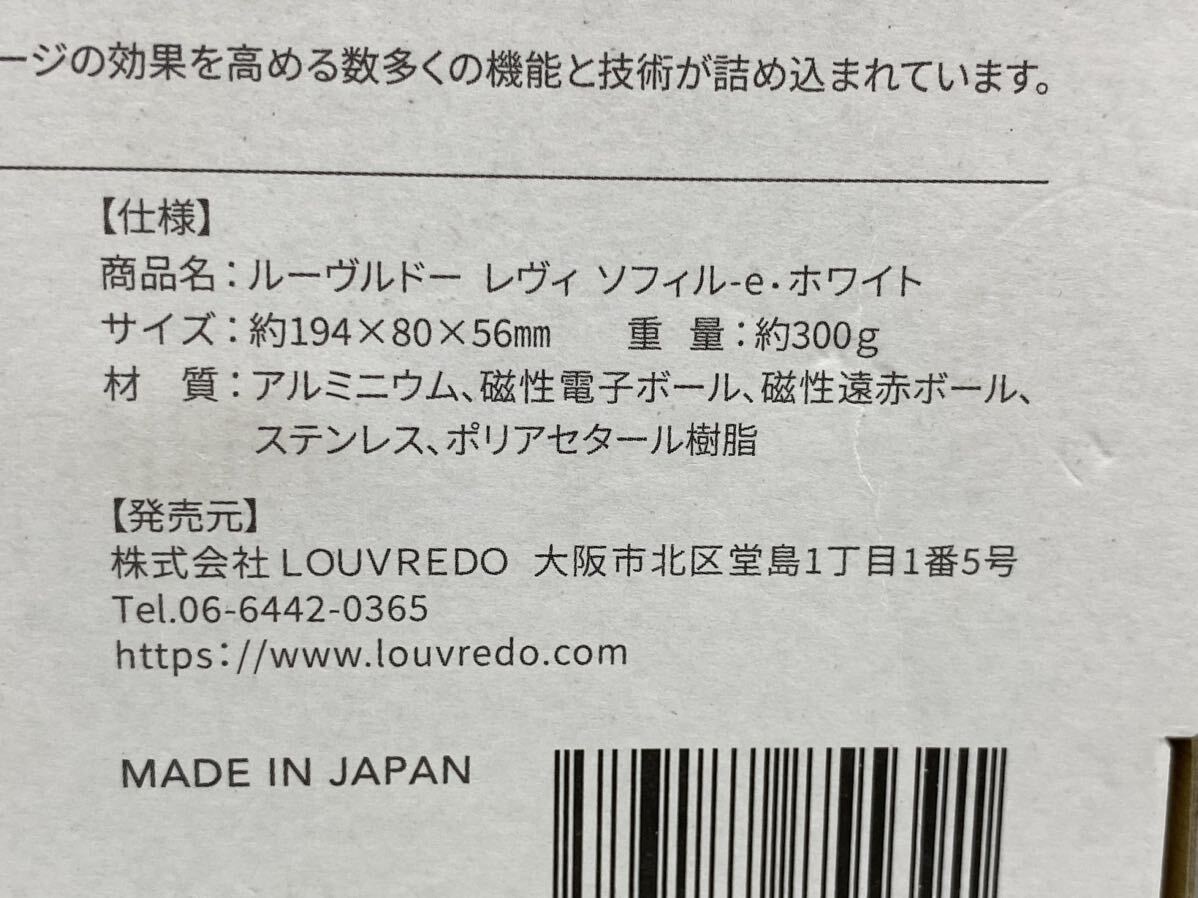 ージの効果を高める数多くの機能と技術が詰め込まれています。
【仕様】
商品名：ルーヴルドー レヴィ ソフィル-e・ホワイト
サイズ：約194×80×56㎜　重 量：約300g
材　質：アルミニウム、磁性電子ボール、磁性遠赤ボール、
ステンレス、ポリアセタール樹脂
【発売元】
株式会社 LOUVREDO 大阪市北区堂島1丁目1番5号
Tel.06-6442-0365
https://www.louvredo.com
MADE IN JAPAN